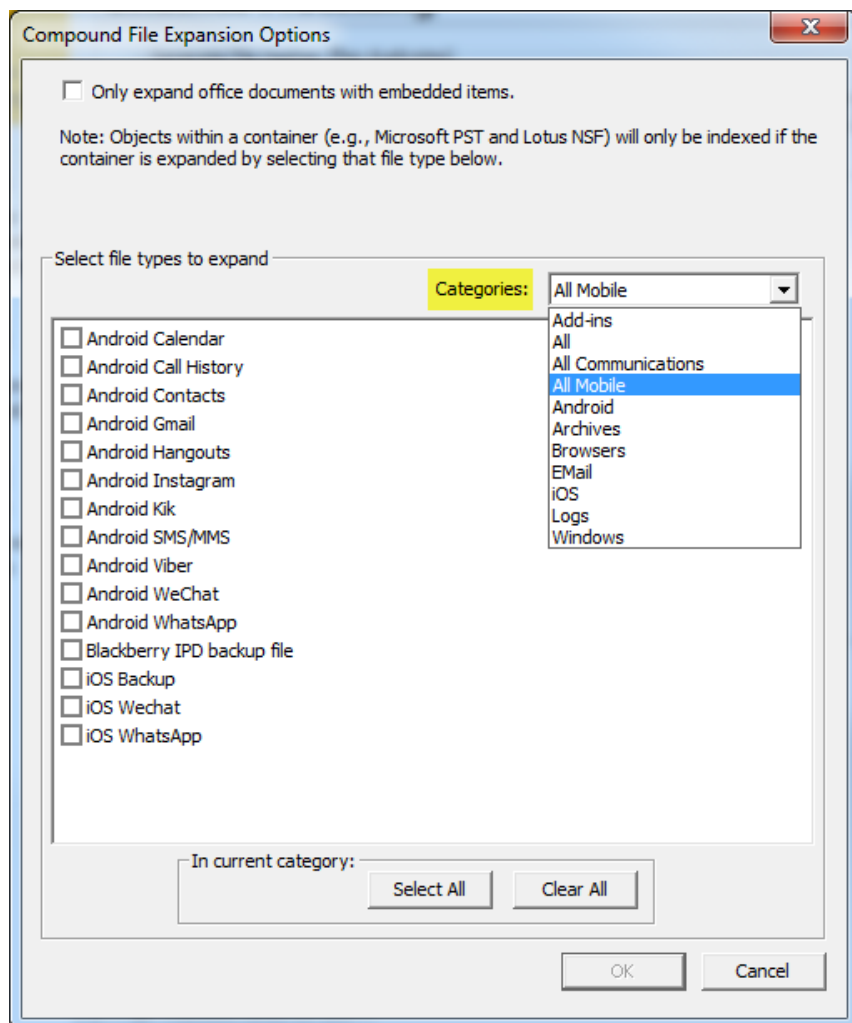 Compound File Expansion Options
Only expand office documents with embedded items.
Note: Objects within a container (e.g., Microsoft PST and Lotus NSF) will only be indexed if the
container is expanded by selecting that file type below.
Select file types to expand
Categories:
All Mobile
Add-ins
All
All Communications
All Mobile
Android
Archives
Browsers
EMail
iOS
Logs
Windows
Android Calendar
Android Call History
Android Contacts
Android Gmail
Android Hangouts
Android Instagram
Android Kik
Android SMS/MMS
Android Viber
Android WeChat
Android WhatsApp
Blackberry IPD backup file
iOS Backup
iOS Wechat
iOS WhatsApp
In current category:
Select All
Clear All
OK
Cancel